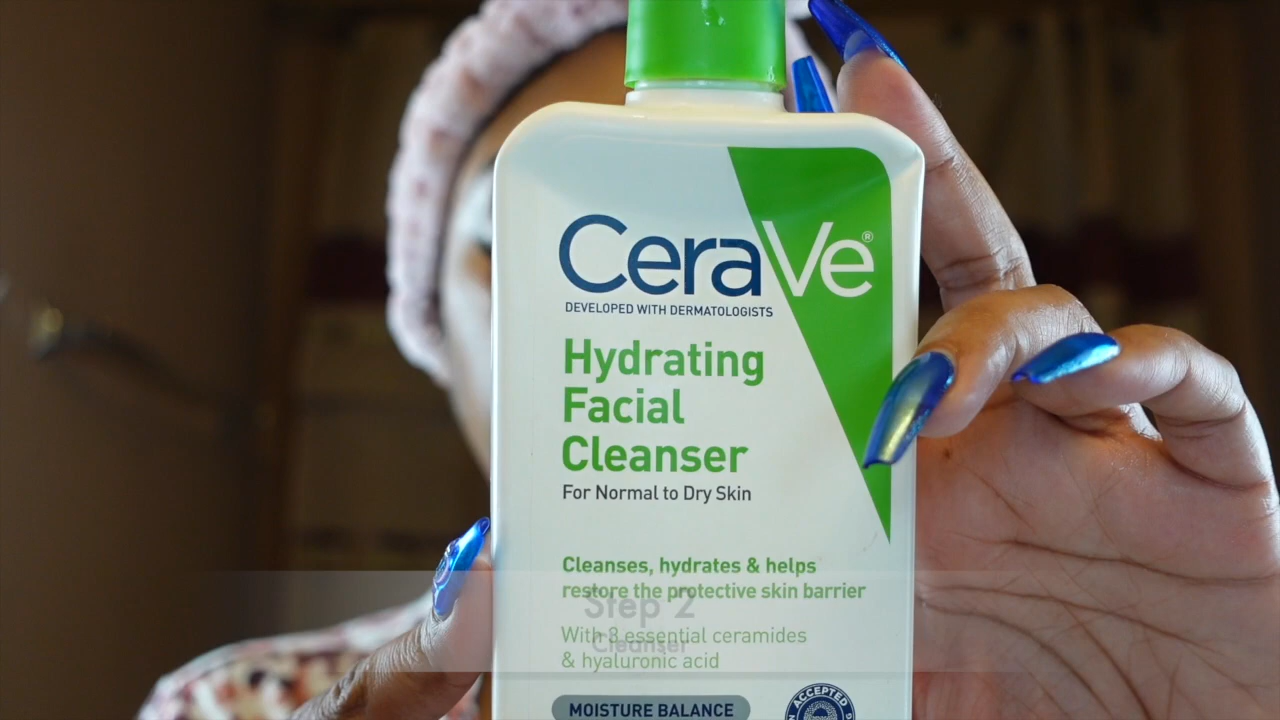 CeraVe®
DEVELOPED WITH DERMATOLOGISTS
Hydrating
Facial
Cleanser
For Normal to Dry Skin
Cleanses, hydrates & helps
restore the protective skin barrier
Step 2
Cleanser
With 3 essential ceramides
& hyaluronic acid
MOISTURE BALANCE
ACCEPTED